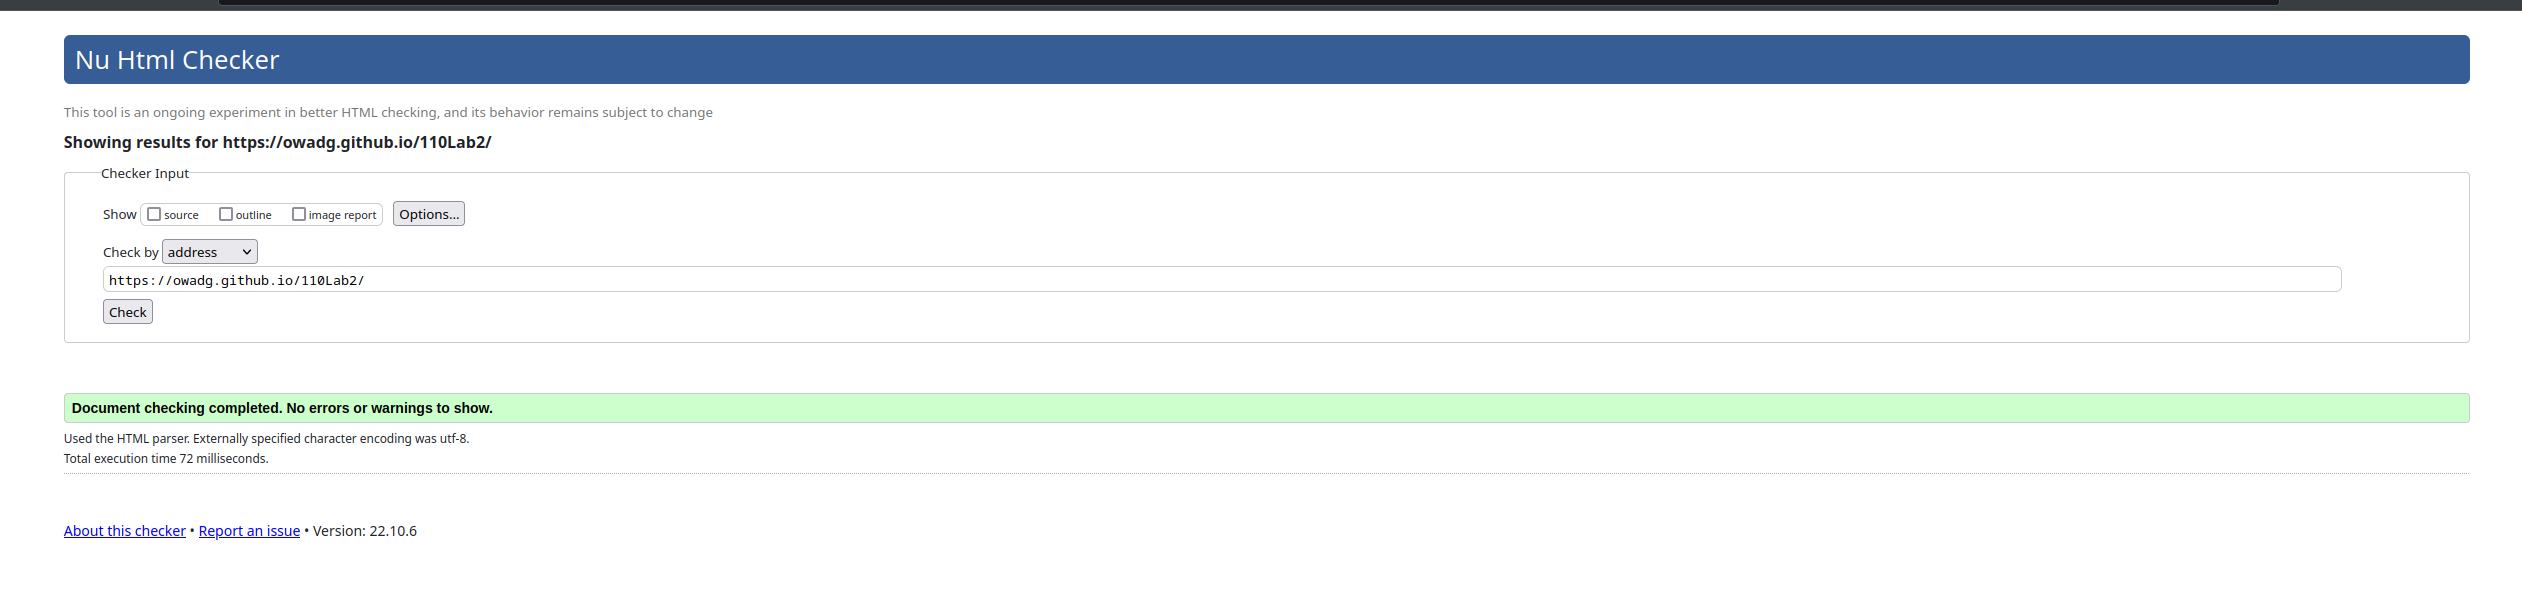 Nu Html Checker
This tool is an ongoing experiment in better HTML checking, and its behavior remains subject to change
Showing results for https://owadg.github.io/110Lab2/
Checker Input
Show source outline image report Options...
Check by address
https://owadg.github.io/110Lab2/
Check
Document checking completed. No errors or warnings to show.
Used the HTML parser. Externally specified character encoding was utf-8.
Total execution time 72 milliseconds.
About this checker • Report an issue • Version: 22.10.6